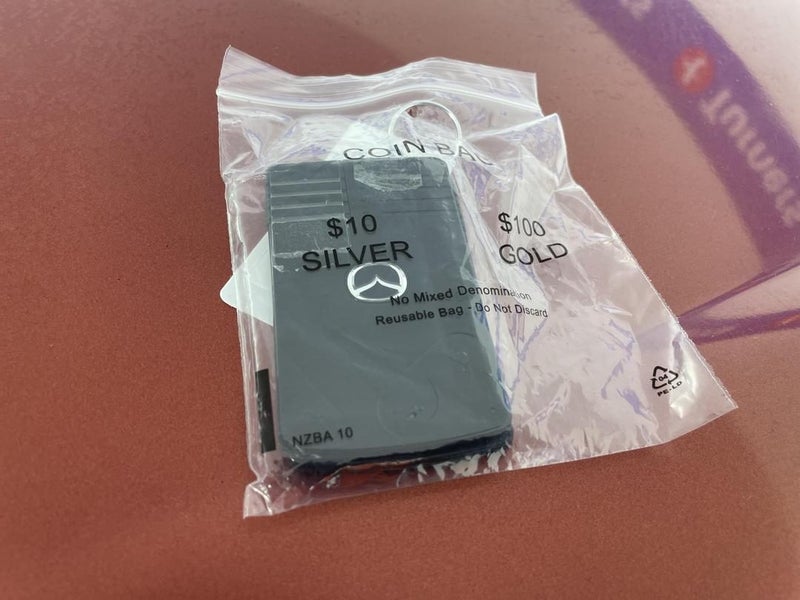 COIN BAG
$10
SILVER
$100
GOLD
No Mixed Denomination
Reusable Bag - Do Not Discard
NZBA 10
04
PE-LD